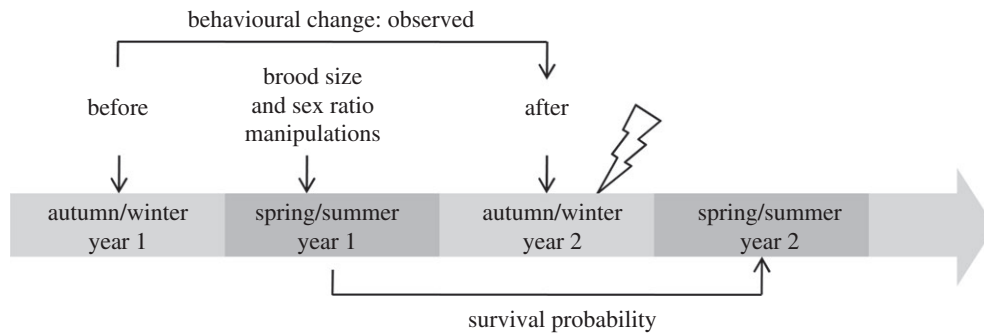 behavioural change: observed
before
brood size
and sex ratio
manipulations
after
autumn/winter
year 1
spring/summer
year 1
autumn/winter
year 2
spring/summer
year 2
survival probability